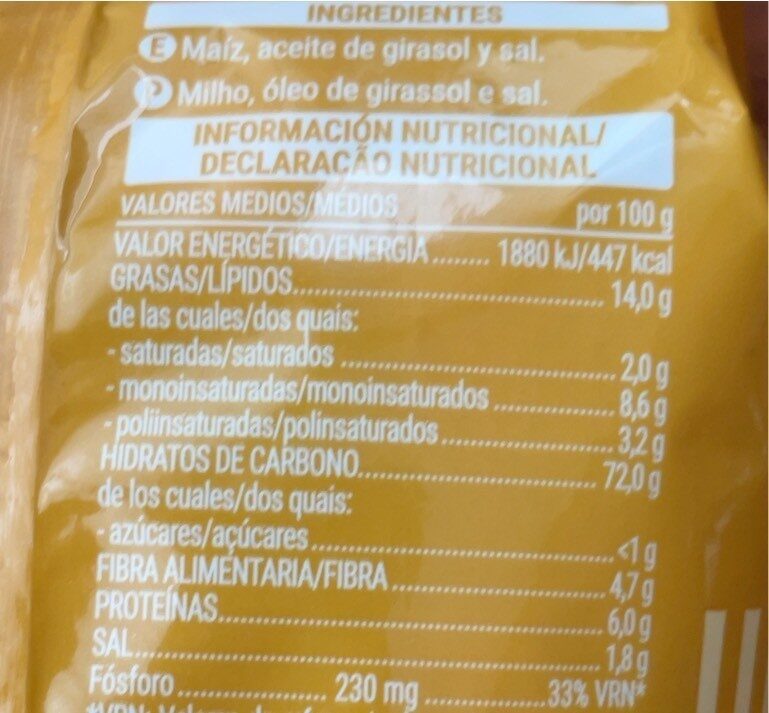 INGREDIENTES
E Maíz, aceite de girasol y sal.
P Milho, óleo de girassol e sal.
INFORMACIÓN NUTRICIONAL/
DECLARAÇÃO NUTRICIONAL
VALORES MEDIOS/MÉDIOS por 100 g
VALOR ENERGÉTICO/ENERGIA ........ 1880 kJ/447 kcal
GRASAS/LÍPIDOS 14,0 g
de las cuales/dos quais:
- saturadas/saturados 2,0 g
- monoinsaturadas/monoinsaturados 8,6 g
- poliinsaturadas/polinsaturados 3,2 g
HIDRATOS DE CARBONO 72,0 g
de los cuales/dos quais:
- azúcares/açúcares <1 g
FIBRA ALIMENTARIA/FIBRA 4,7 g
PROTEÍNAS 6,0 g
SAL 1,8 g
Fósforo 230 mg 33% VRN*